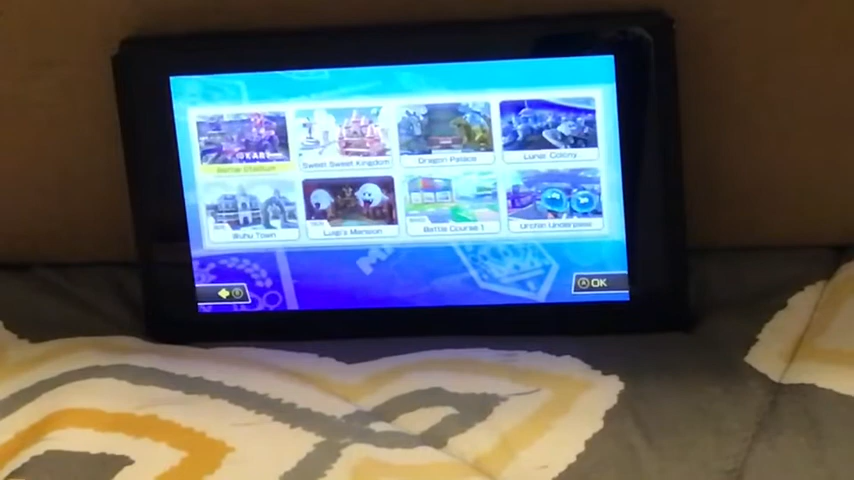 Battle Stadium
Sweet Sweet Kingdom
Dragon Palace
Lunar Colony
Wuhu Town
Luigi's Mansion
Battle Course 1
Urchin Underpass
OK